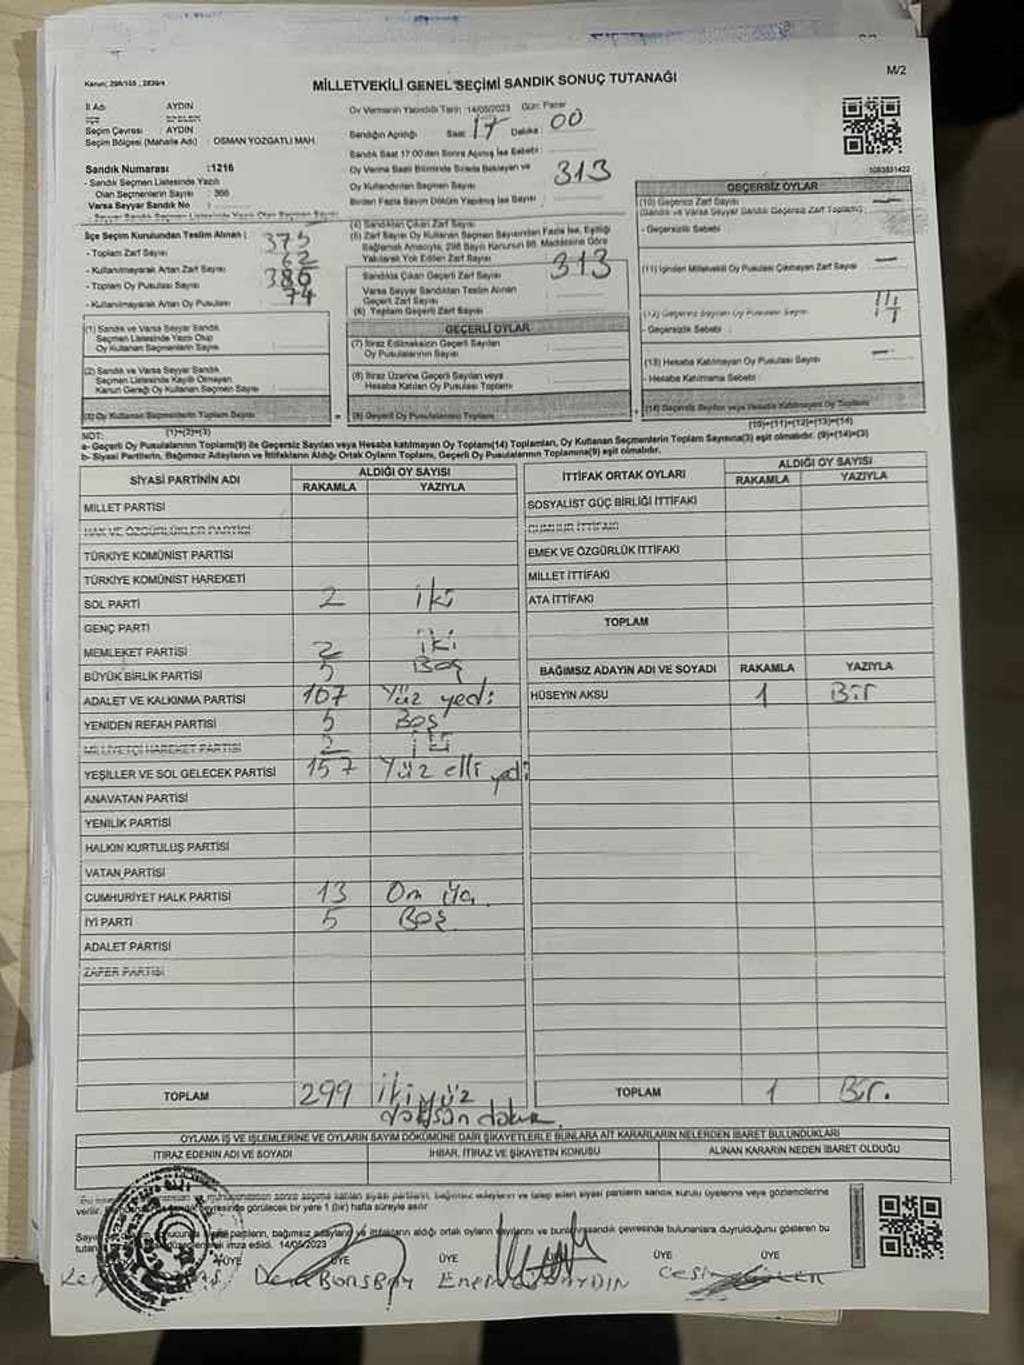 M/2
Kanun; 298/105 , 2839/4
MİLLETVEKİLİ GENEL SEÇİMİ SANDIK SONUÇ TUTANAĞI
İl Adı AYDIN
Seçim Çevresi AYDIN
Seçim Bölgesi (Mahalle Adı) : OSMAN YOZGATLI MAH.
Sandık Numarası :1216
- Sandık Seçmen Listesinde Yazılı
Olan Seçmenlerin Sayısı 366
Varsa Seyyar Sandık No :
- Seyyar Sandık Seçmen Listesinde Yazılı Olan Seçmen Sayısı
İlçe Seçim Kurulundan Teslim Alınan ; 375
- Toplam Zarf Sayısı
- Kullanılmayarak Artan Zarf Sayısı 62
- Toplam Oy Pusulası Sayısı 386
- Kullanılmayarak Artan Oy Pusulası 74
Oy Vermenin Yapıldığı Tarih : 14/05/2023 Gün: Pazar
Sandığın Açıldığı Saat : 17 Dakika : 00
Sandık Saat 17:00'dan Sonra Açılmış İse Sebebi :
Oy Verme Saati Bitiminde Sırada Bekleyen ve
Oy Kullandırılan Seçmen Sayısı 313
Birden Fazla Sayım Döküm Yapılmış İse Sayısı :
(4) Sandıktan Çıkan Zarf Sayısı
(5) Zarf Sayısı Oy Kullanan Seçmen Sayısından Fazla İse, Eşitliği
Sağlamak Amacıyla, 298 Sayılı Kanunun 98. Maddesine Göre
Yakılarak Yok Edilen Zarf Sayısı
Sandıkta Çıkan Geçerli Zarf Sayısı 313
Varsa Seyyar Sandıktan Teslim Alınan
Geçerli Zarf Sayısı
(6) Toplam Geçerli Zarf Sayısı
GEÇERLİ OYLAR
(7) İtiraz Edilmeksizin Geçerli Sayılan
Oy Pusulalarının Sayısı
(8) İtiraz Üzerine Geçerli Sayılan veya
Hesaba Katılan Oy Pusulası Toplamı
(9) Geçerli Oy Pusulalarının Toplamı
(1) Sandık ve Varsa Seyyar Sandık
Seçmen Listesinde Yazılı Olup
Oy Kullanan Seçmenlerin Sayısı
(2) Sandık ve Varsa Seyyar Sandık
Seçmen Listesinde Kayıtlı Olmayan
Kanun Gereği Oy Kullanan Seçmen Sayısı
(3) Oy Kullanan Seçmenlerin Toplam Sayısı
(1)+(2)=(3)
1083831422
GEÇERSİZ OYLAR
(10) Geçersiz Zarf Sayısı —
(Sandık ve Varsa Seyyar Sandık Geçersiz Zarf Toplamı)
- Geçersizlik Sebebi
(11) İçinden Milletvekili Oy Pusulası Çıkmayan Zarf Sayısı —
(12) Geçersiz Sayılan Oy Pusulası Sayısı
- Geçersizlik Sebebi :
(13) Hesaba Katılmayan Oy Pusulası Sayısı —
- Hesaba Katılmama Sebebi :
(14) Geçersiz Sayılan veya Hesaba Katılmayan Oy Toplamı
(10)+(11)+(12)+(13)=(14)
NOT:
a- Geçerli Oy Pusulalarının Toplamı(9) ile Geçersiz Sayılan veya Hesaba katılmayan Oy Toplamı(14) Toplamları, Oy Kullanan Seçmenlerin Toplam Sayısına(3) eşit olmalıdır. (9)+(14)=(3)
b- Siyasi Partilerin, Bağımsız Adayların ve İttifakların Aldığı Ortak Oyların Toplamı, Geçerli Oy Pusulalarının Toplamına(9) eşit olmalıdır.
SİYASİ PARTİNİN ADI ALDIĞI OY SAYISI
RAKAMLA YAZIYLA
MİLLET PARTİSİ
HAK VE ÖZGÜRLÜKLER PARTİSİ
TÜRKİYE KOMÜNİST PARTİSİ
TÜRKİYE KOMÜNİST HAREKETİ
SOL PARTİ 2 iki
GENÇ PARTİ
MEMLEKET PARTİSİ 2 iki
BÜYÜK BİRLİK PARTİSİ 5 Beş
ADALET VE KALKINMA PARTİSİ 107 Yüz yedi
YENİDEN REFAH PARTİSİ 5 Beş
MİLLİYETÇİ HAREKET PARTİSİ 2
YEŞİLLER VE SOL GELECEK PARTİSİ 157 Yüz elli yedi
ANAVATAN PARTİSİ
YENİLİK PARTİSİ
HALKIN KURTULUŞ PARTİSİ
VATAN PARTİSİ
CUMHURİYET HALK PARTİSİ 13 On üç.
İYİ PARTİ 5 Beş
ADALET PARTİSİ
ZAFER PARTİSİ
TOPLAM 299 ikiyüz doksan dokuz
İTTİFAK ORTAK OYLARI ALDIĞI OY SAYISI
RAKAMLA YAZIYLA
SOSYALİST GÜÇ BİRLİĞİ İTTİFAKI
CUMHUR İTTİFAKI
EMEK VE ÖZGÜRLÜK İTTİFAKI
MİLLET İTTİFAKI
ATA İTTİFAKI
TOPLAM
BAĞIMSIZ ADAYIN ADI VE SOYADI RAKAMLA YAZIYLA
HÜSEYİN AKSU 1 Bir
TOPLAM 1 Bir.
OYLAMA İŞ VE İŞLEMLERİNE VE OYLARIN SAYIM DÖKÜMÜNE DAİR ŞİKAYETLERLE BUNLARA AİT KARARLARIN NELERDEN İBARET BULUNDUKLARI
İTİRAZ EDENİN ADI VE SOYADI İHBAR, İTİRAZ VE ŞİKAYETİN KONUSU ALINAN KARARIN NEDEN İBARET OLDUĞU
sonra seçime katılan siyasi partilerin, bağımsız adayların ve talep eden siyasi partilerin sandık kurulu üyelerine veya gözlemcilerine
verilir. çevresinde görülecek bir yere 1 (bir) hafta süreyle asılır
partilerin, bağımsız adayların ve ittifakların aldığı ortak oyların sayılarını ve bunların sandık çevresinde bulunanlara duyrulduğunu gösteren bu
imza edildi. 14/05/2023
ÜYE ÜYE ÜYE ÜYE ÜYE